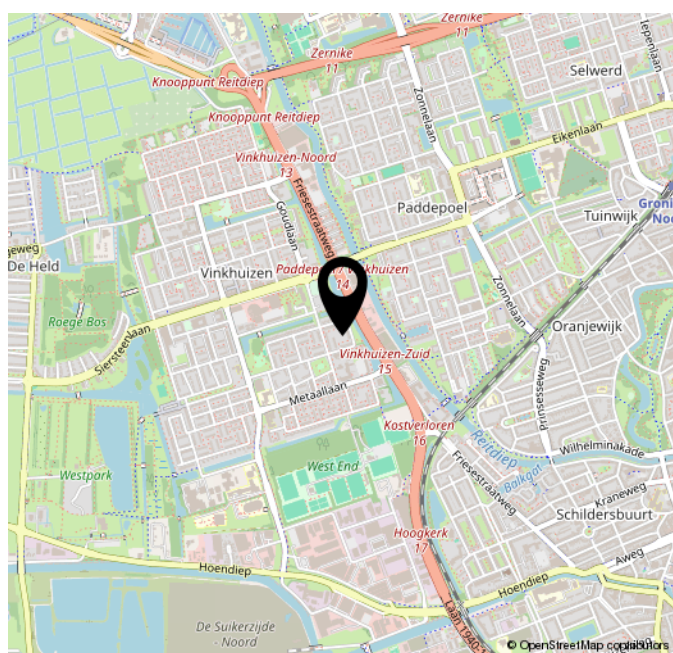 Zernike
11
Zernike
11
Iepenlaan
Selwerd
Knooppunt Reitdiep
Knooppunt Reitdiep
Zonnelaan
Eikenlaan
Vinkhuizen-Noord
13
Friesestraatweg
Goudlaan
Paddepoel
Tuinwijk
De Held
Vinkhuizen
14
Zonnelaan
Roege Bos
Siersteenlaan
Oranjewijk
Vinkhuizen-Zuid
15
Metaallaan
Prinsesseweg
Kostverloren
16
Reitdiep
Wilhelminakade
West End
Westpark
Friesestraatweg
Balkgat
Kraneweg
Schildersbuurt
Hoogkerk
17
Aweg
Hoendiep
Hoendiep
De Suikerzijde
- Noord
© OpenStreetMap contributors